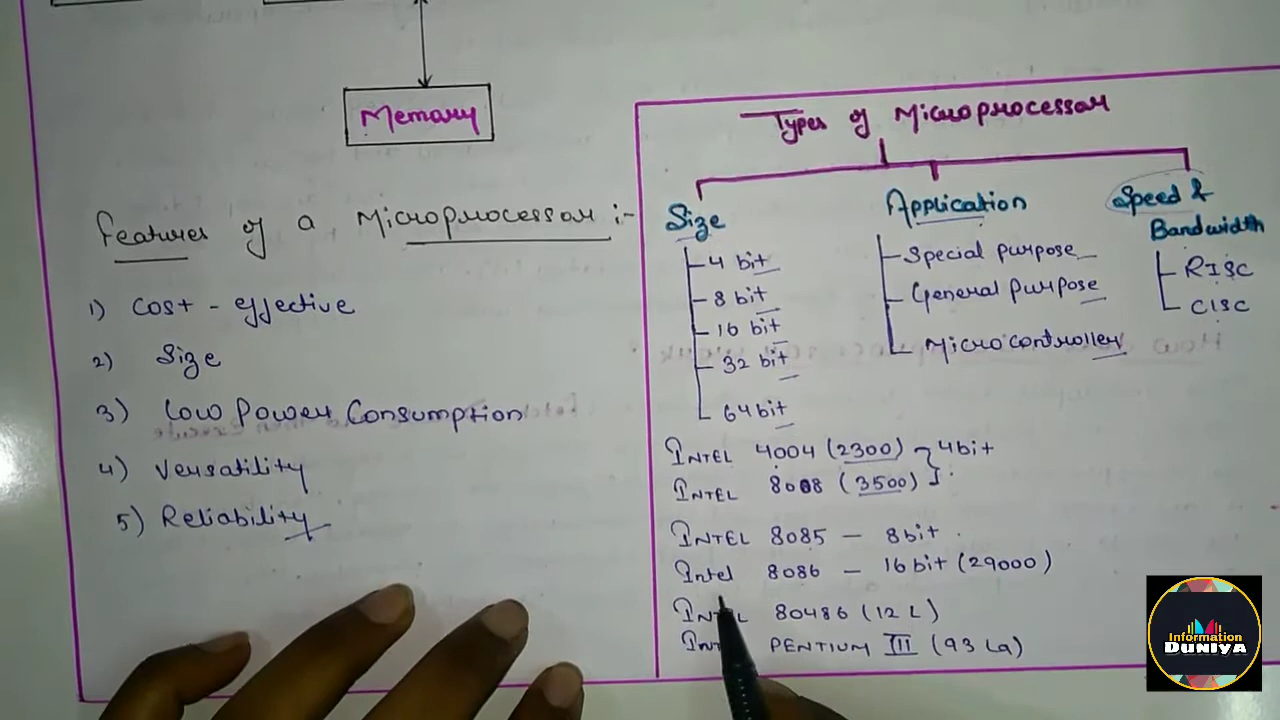 Memory
Features of a Microprocessor :-
1) Cost - effective
2) Size
3) Low Power Consumption
4) Versatility
5) Reliability
Types of Microprocessor
Size
4 bit
8 bit
16 bit
32 bit
64 bit
Application
Special purpose
General purpose
Microcontroller
Speed &
Bandwidth
RISC
CISC
INTEL 4004 (2300) } 4bit
INTEL 8008 (3500)
INTEL 8085 – 8bit
Intel 8086 – 16 bit (29000)
INTEL 80486 (12 L)
PENTIUM III (93 La)
Information
Duniya